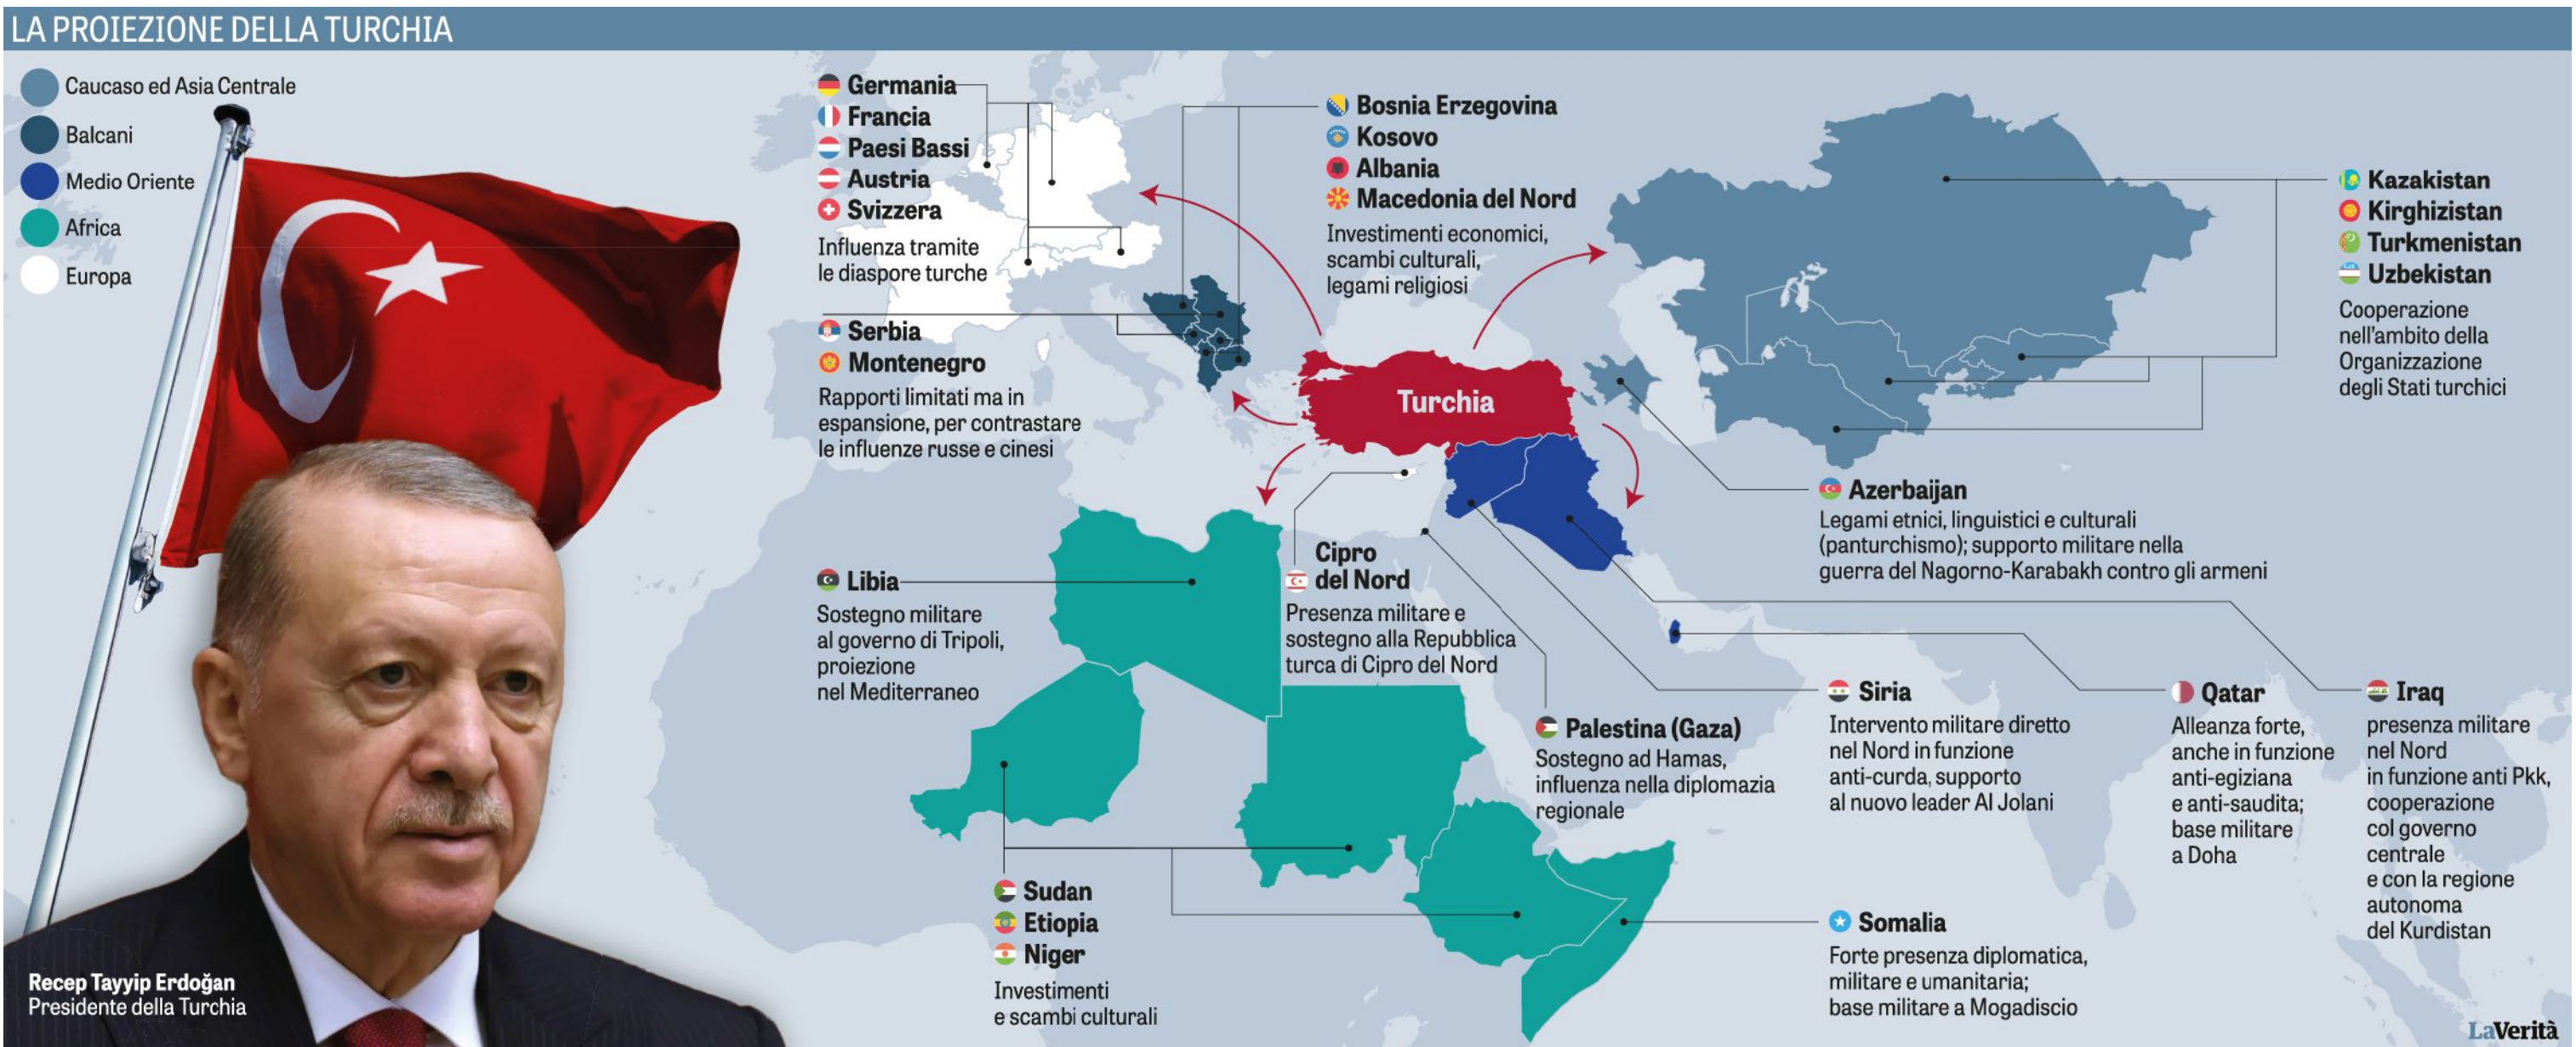 LA PROIEZIONE DELLA TURCHIA
Caucaso ed Asia Centrale
Balcani
Medio Oriente
Africa
Europa
Recep Tayyip Erdoğan
Presidente della Turchia
Germania
Francia
Paesi Bassi
Austria
Svizzera
Influenza tramite
le diaspore turche
Serbia
Montenegro
Rapporti limitati ma in
espansione, per contrastare
le influenze russe e cinesi
Bosnia Erzegovina
Kosovo
Albania
Macedonia del Nord
Investimenti economici,
scambi culturali,
legami religiosi
Turchia
Kazakistan
Kirghizistan
Turkmenistan
Uzbekistan
Cooperazione
nell'ambito della
Organizzazione
degli Stati turchici
Azerbaijan
Legami etnici, linguistici e culturali
(panturchismo); supporto militare nella
guerra del Nagorno-Karabakh contro gli armeni
Libia
Sostegno militare
al governo di Tripoli,
proiezione
nel Mediterraneo
Cipro
del Nord
Presenza militare e
sostegno alla Repubblica
turca di Cipro del Nord
Palestina (Gaza)
Sostegno ad Hamas,
influenza nella diplomazia
regionale
Siria
Intervento militare diretto
nel Nord in funzione
anti-curda, supporto
al nuovo leader Al Jolani
Qatar
Alleanza forte,
anche in funzione
anti-egiziana
e anti-saudita;
base militare
a Doha
Iraq
presenza militare
nel Nord
in funzione anti Pkk,
cooperazione
col governo
centrale
e con la regione
autonoma
del Kurdistan
Sudan
Etiopia
Niger
Investimenti
e scambi culturali
Somalia
Forte presenza diplomatica,
militare e umanitaria;
base militare a Mogadiscio
LaVerità